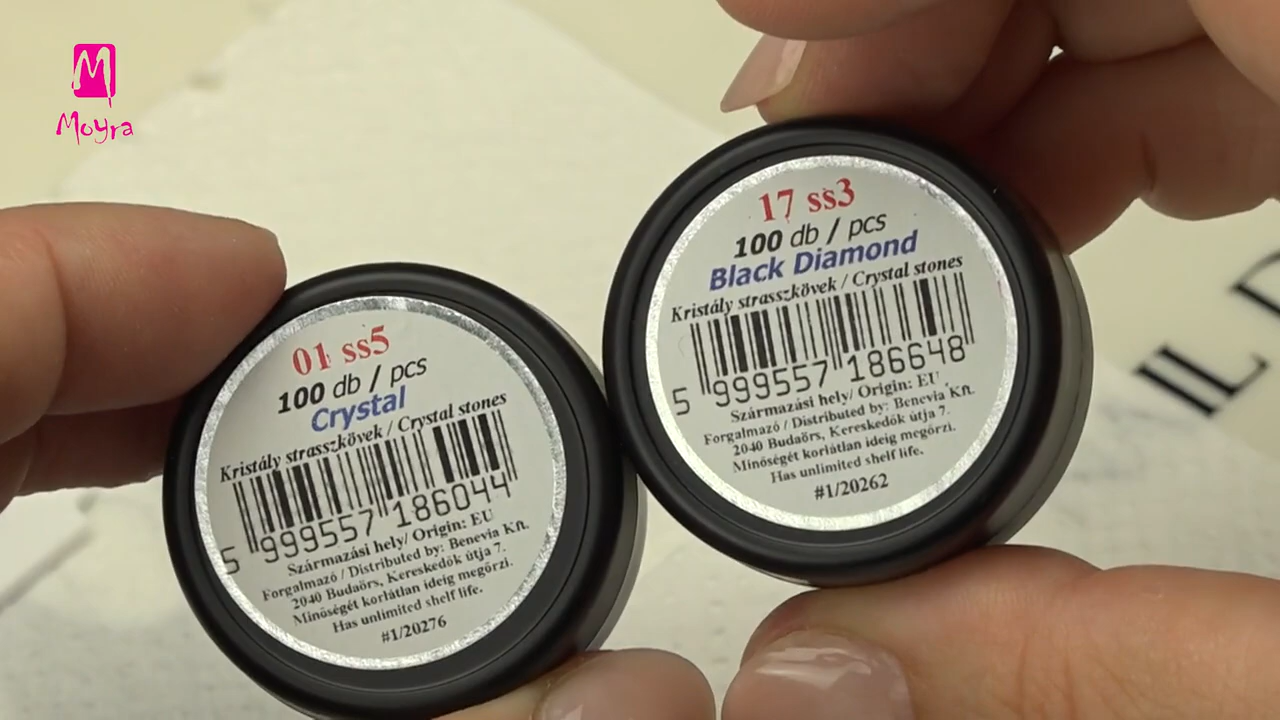 Moyra
01 ss5
100 db / pcs
Crystal
Kristály strasszkövek / Crystal stones
5 999557 186044
Származási hely/ Origin: EU
Forgalmazó / Distributed by: Benevia Kft.
2040 Budaörs, Kereskedők útja 7.
Minőségét korlátlan ideig megőrzi.
Has unlimited shelf life.
#1/20276
17 ss3
100 db / pcs
Black Diamond
Kristály strasszkövek / Crystal stones
5 999557 186648
Származási hely/ Origin: EU
Forgalmazó / Distributed by: Benevia Kft.
2040 Budaörs, Kereskedők útja 7.
Minőségét korlátlan ideig megőrzi.
Has unlimited shelf life.
#1/20262